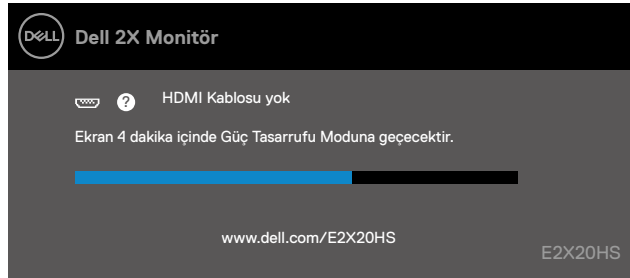 DELL
Dell 2X Monitör
? HDMI Kablosu yok
Ekran 4 dakika içinde Güç Tasarrufu Moduna geçecektir.
www.dell.com/E2X20HS
E2X20HS